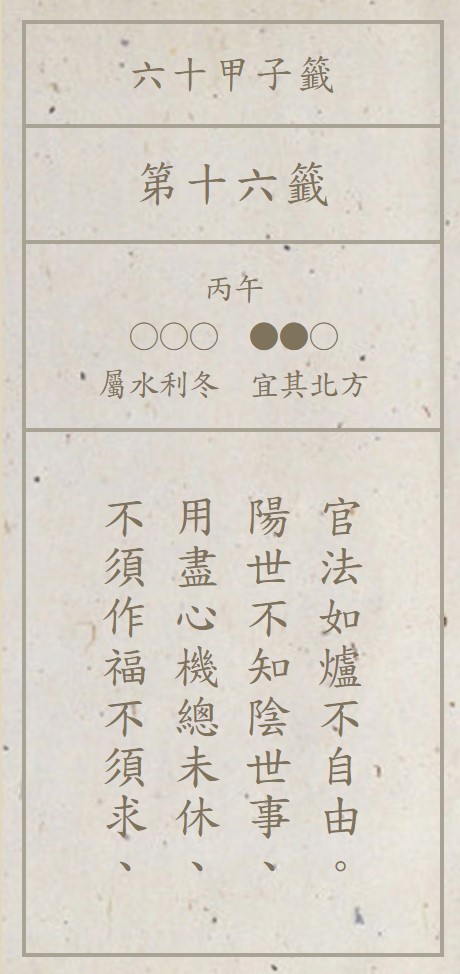 六十甲子籤
第十六籤
丙午
○○○　●●○
屬水利冬　宜其北方
不須作福不須求、
用盡心機總未休、
陽世不知陰世事、
官法如爐不自由。